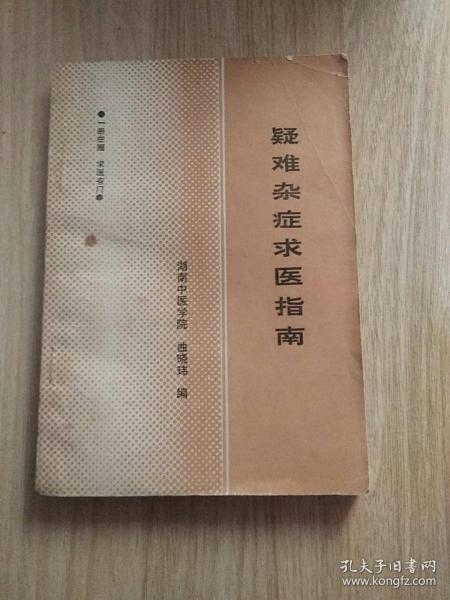 疑难杂症求医指南
●一册在握 求医有门●
湖南中医学院 曲晓玮 编
孔夫子旧书网
www.kongfz.com